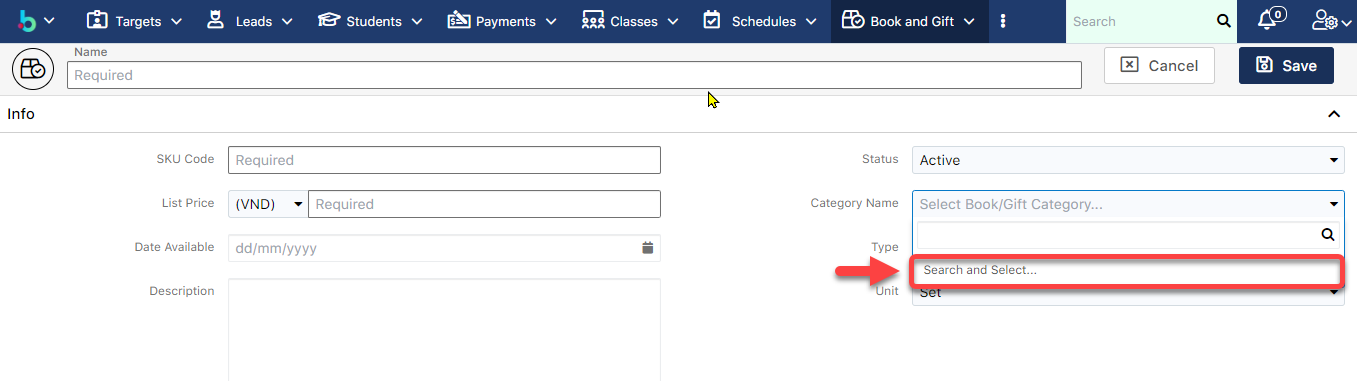 Targets Leads Students Payments Classes Schedules Book and Gift Search 0
Name
Required
Cancel Save
Info
SKU Code Required Status Active
List Price (VND) Required Category Name Select Book/Gift Category...
Date Available dd/mm/yyyy Type
Search and Select...
Description Unit Set